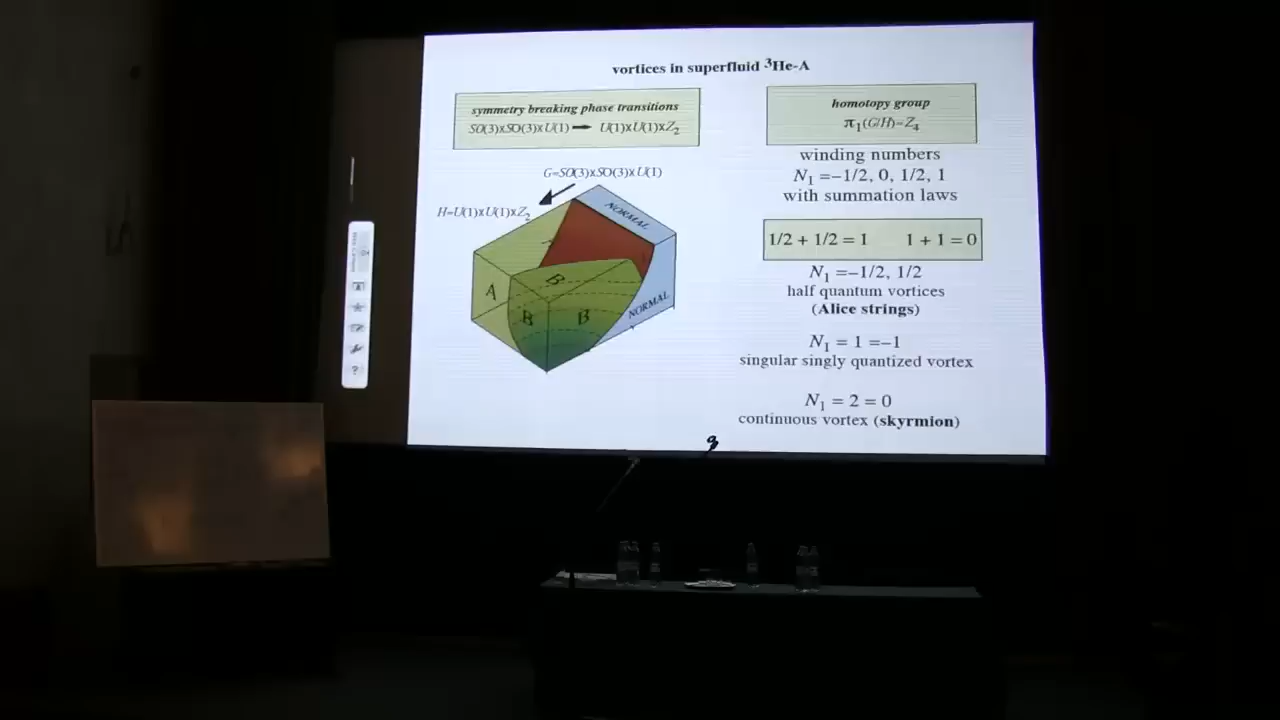 vortices in superfluid ³He-A
symmetry breaking phase transitions
SO(3)xSO(3)xU(1) → U(1)xU(1)xZ₂
G=SO(3)xSO(3)xU(1)
H=U(1)xU(1)xZ₂
NORMAL
A
B
B
B
NORMAL
homotopy group
π₁(G/H)=Z₄
winding numbers
N₁ =−1/2, 0, 1/2, 1
with summation laws
1/2 + 1/2 = 1 1 + 1 = 0
N₁ =−1/2, 1/2
half quantum vortices
(Alice strings)
N₁ = 1 =−1
singular singly quantized vortex
N₁ = 2 = 0
continuous vortex (skyrmion)
?